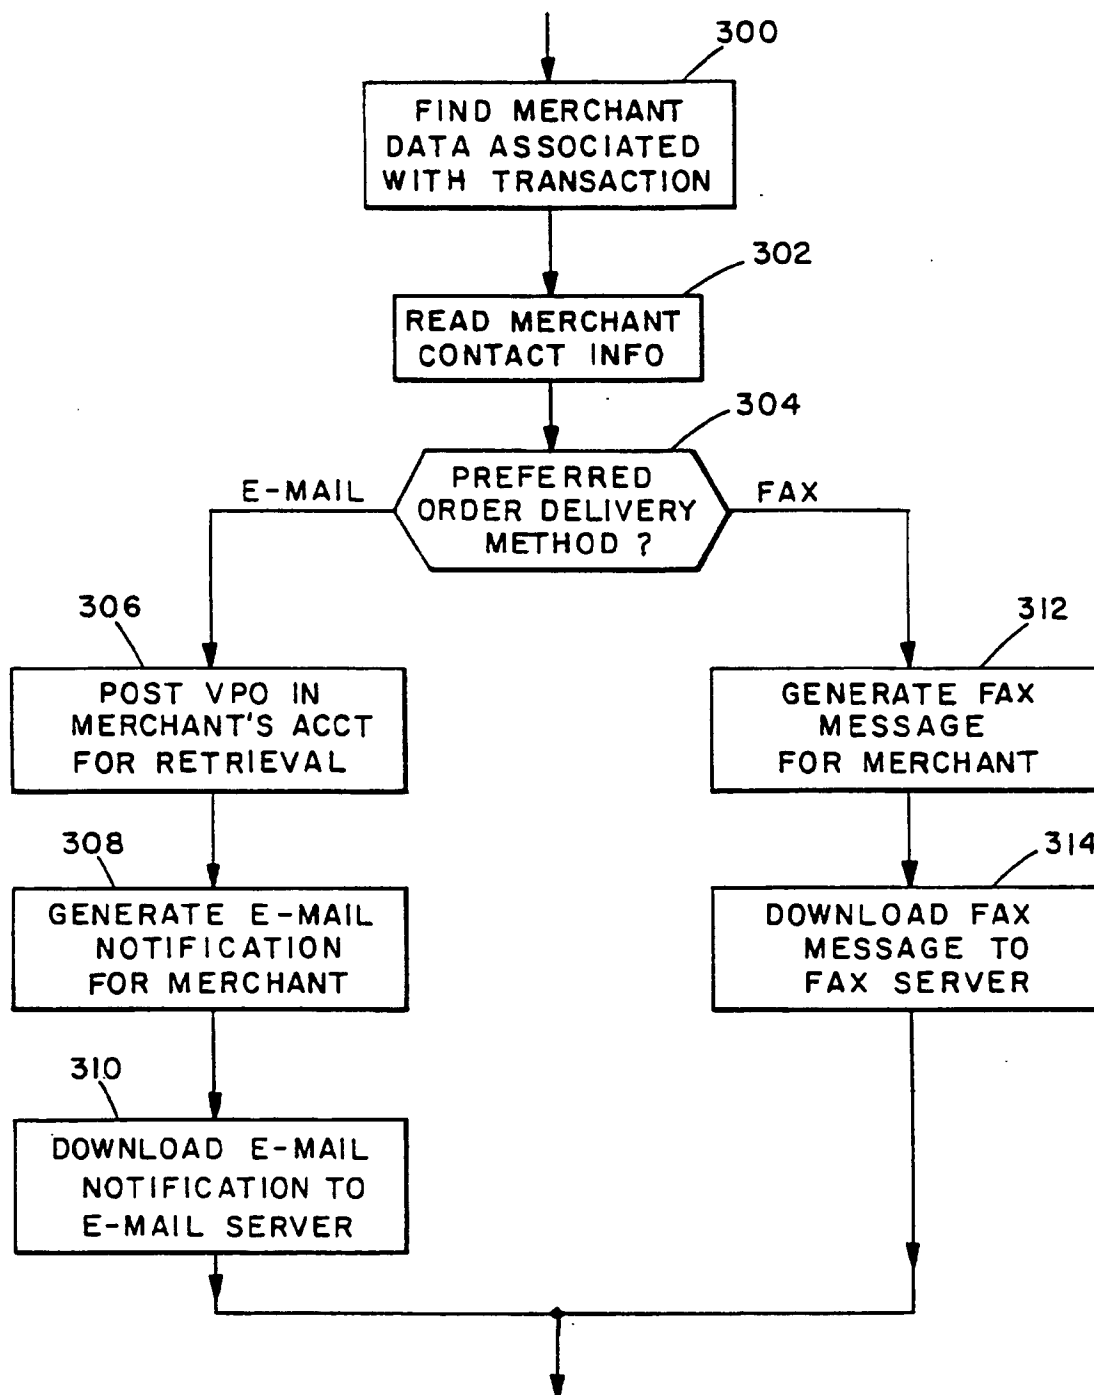 300
FIND MERCHANT
DATA ASSOCIATED
WITH TRANSACTION
302
READ MERCHANT
CONTACT INFO
304
PREFERRED
ORDER DELIVERY
METHOD ?
E-MAIL
FAX
306
POST VPO IN
MERCHANT'S ACCT
FOR RETRIEVAL
308
GENERATE E-MAIL
NOTIFICATION
FOR MERCHANT
310
DOWNLOAD E-MAIL
NOTIFICATION TO
E-MAIL SERVER
312
GENERATE FAX
MESSAGE
FOR MERCHANT
314
DOWNLOAD FAX
MESSAGE TO
FAX SERVER